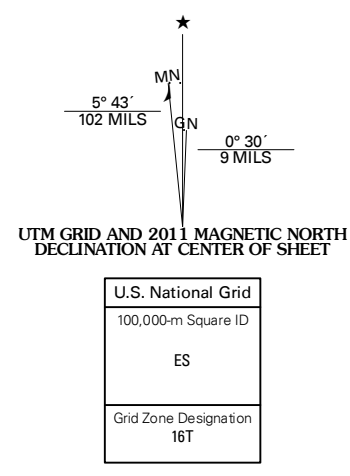 ★
MN
5° 43´
102 MILS
GN
0° 30´
9 MILS
UTM GRID AND 2011 MAGNETIC NORTH
DECLINATION AT CENTER OF SHEET
U.S. National Grid
100,000-m Square ID
ES
Grid Zone Designation
16T